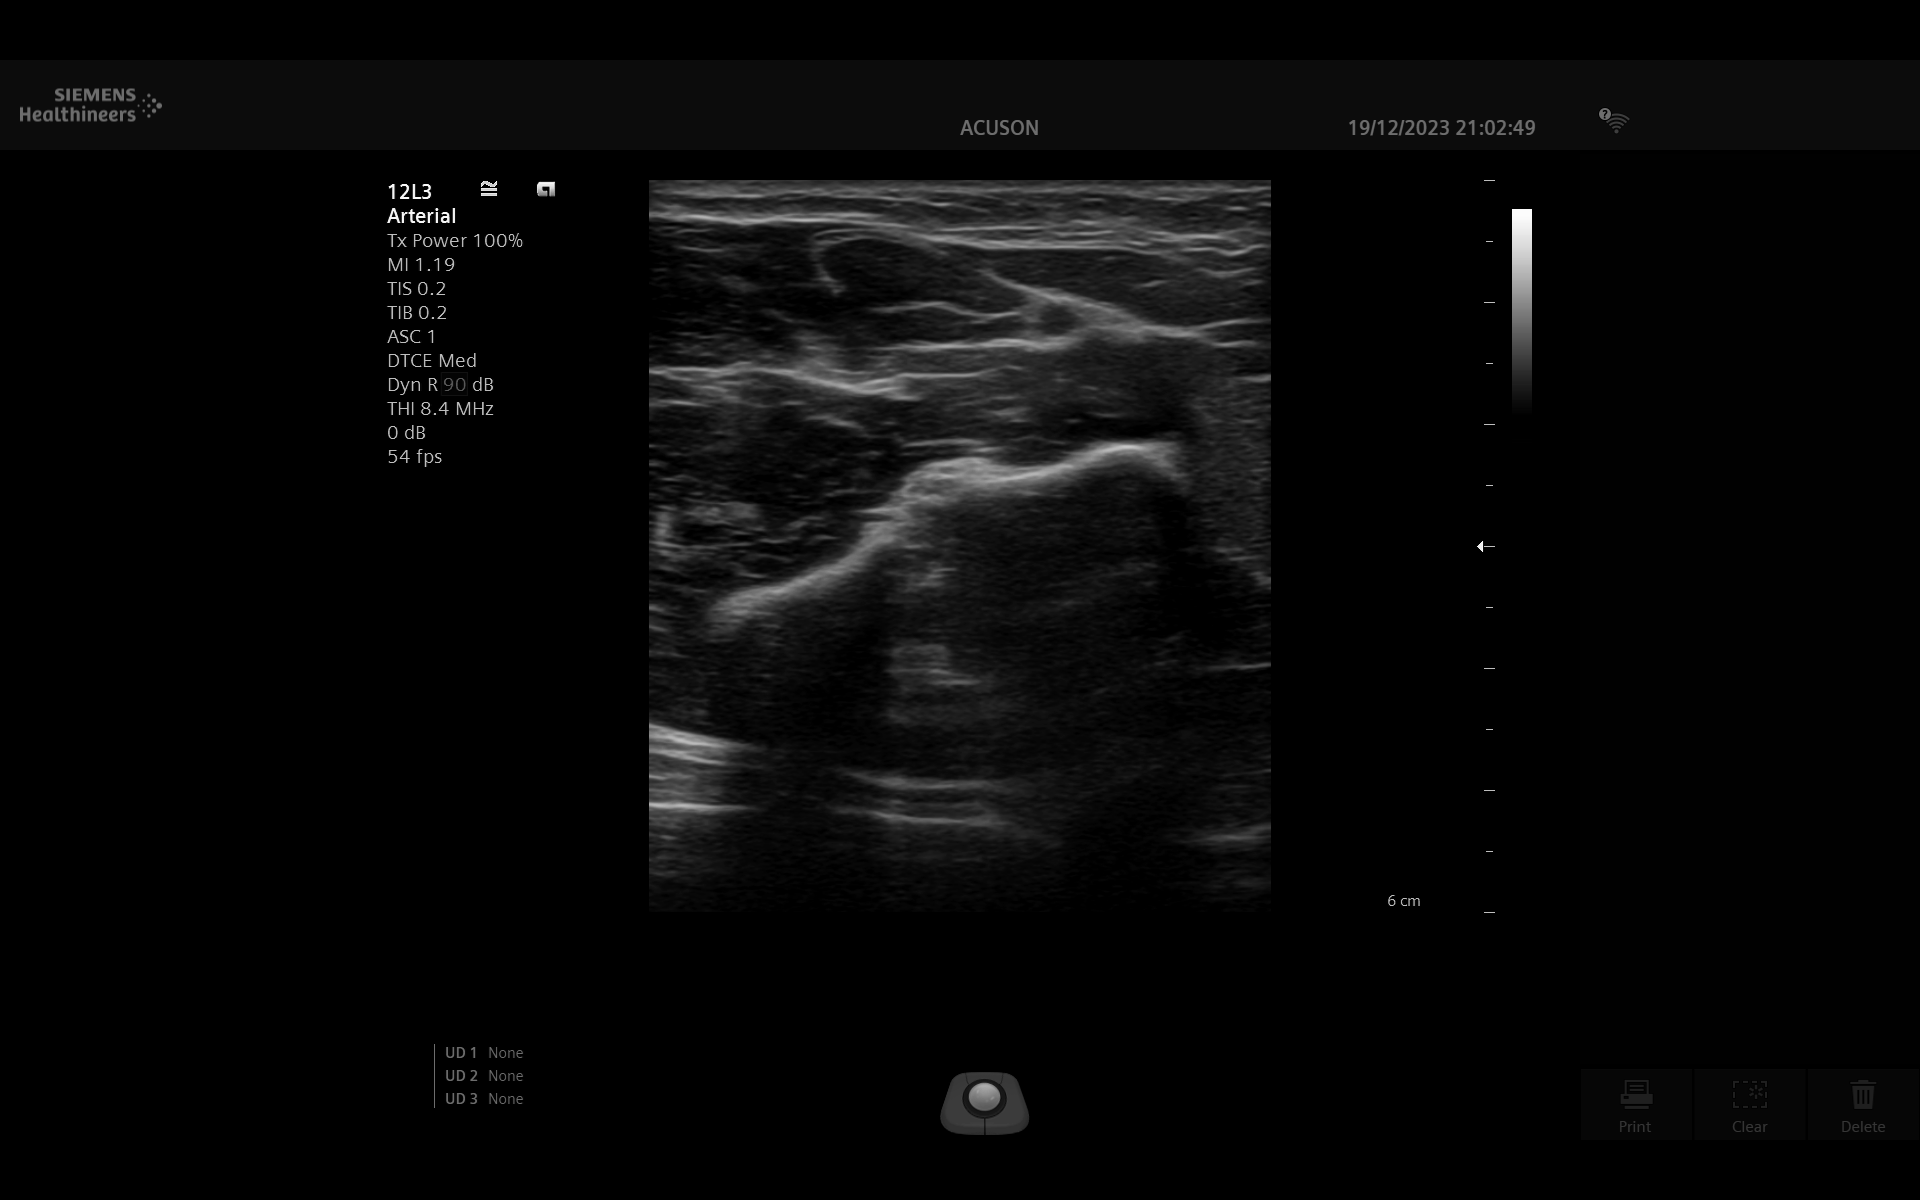 SIEMENS
Healthineers
ACUSON
19/12/2023 21:02:49
?
12L3
Arterial
Tx Power 100%
MI 1.19
TIS 0.2
TIB 0.2
ASC 1
DTCE Med
Dyn R 90 dB
THI 8.4 MHz
0 dB
54 fps
6 cm
UD 1 None
UD 2 None
UD 3 None
Print
Clear
Delete